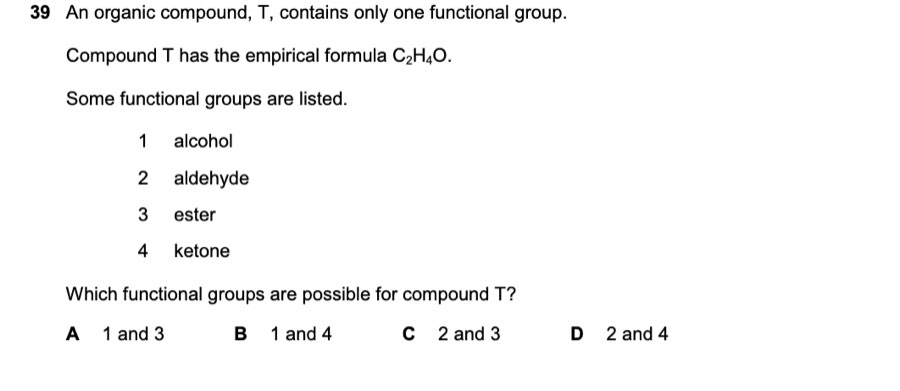 39 An organic compound, T, contains only one functional group.
Compound T has the empirical formula C₂H₄O.
Some functional groups are listed.
1 alcohol
2 aldehyde
3 ester
4 ketone
Which functional groups are possible for compound T?
A 1 and 3 B 1 and 4 C 2 and 3 D 2 and 4